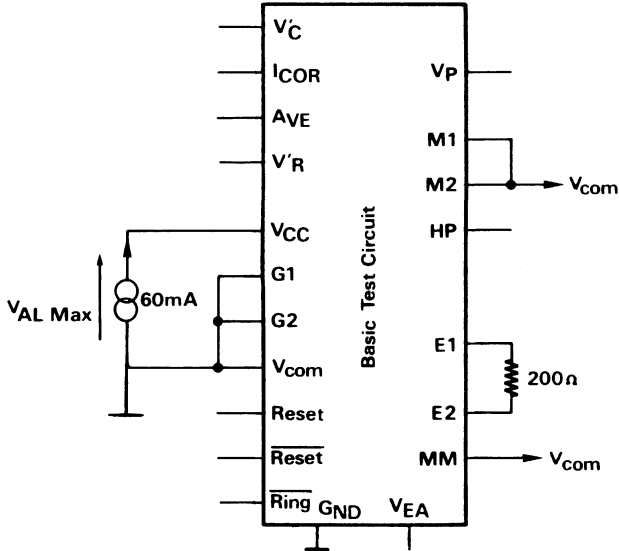 V'C
ICOR
AVE
V'R
VCC
G1
G2
Vcom
Reset
Reset
Ring
GND
VEA
VP
M1
M2
HP
E1
E2
MM
Basic Test Circuit
VAL Max
60mA
Vcom
200Ω
Vcom